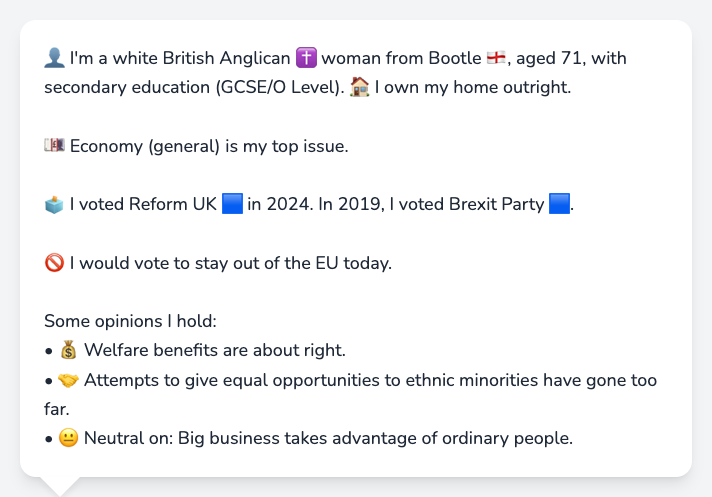 👤 I'm a white British Anglican ✝️ woman from Bootle 🏴󠁧󠁢󠁥󠁮󠁧󠁿, aged 71, with
secondary education (GCSE/O Level). 🏠 I own my home outright.
💷 Economy (general) is my top issue.
🗳️ I voted Reform UK 🟦 in 2024. In 2019, I voted Brexit Party 🟦.
🚫 I would vote to stay out of the EU today.
Some opinions I hold:
• 💰 Welfare benefits are about right.
• 🤝 Attempts to give equal opportunities to ethnic minorities have gone too
far.
• 😐 Neutral on: Big business takes advantage of ordinary people.